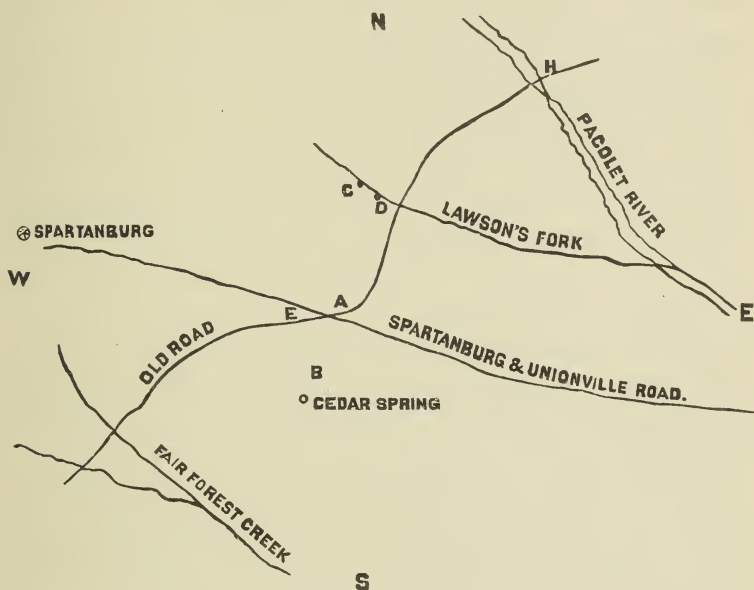 N
H
PACOLET RIVER
C
D
LAWSON'S FORK
SPARTANBURG
W
E
A
E
OLD ROAD
SPARTANBURG & UNIONVILLE ROAD.
B
CEDAR SPRING
FAIR FOREST CREEK
S